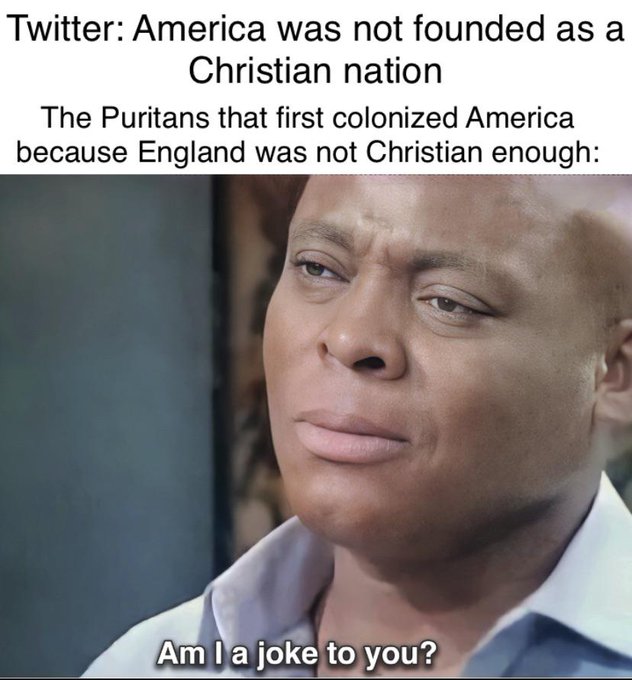 Twitter: America was not founded as a
Christian nation
The Puritans that first colonized America
because England was not Christian enough:
Am I a joke to you?